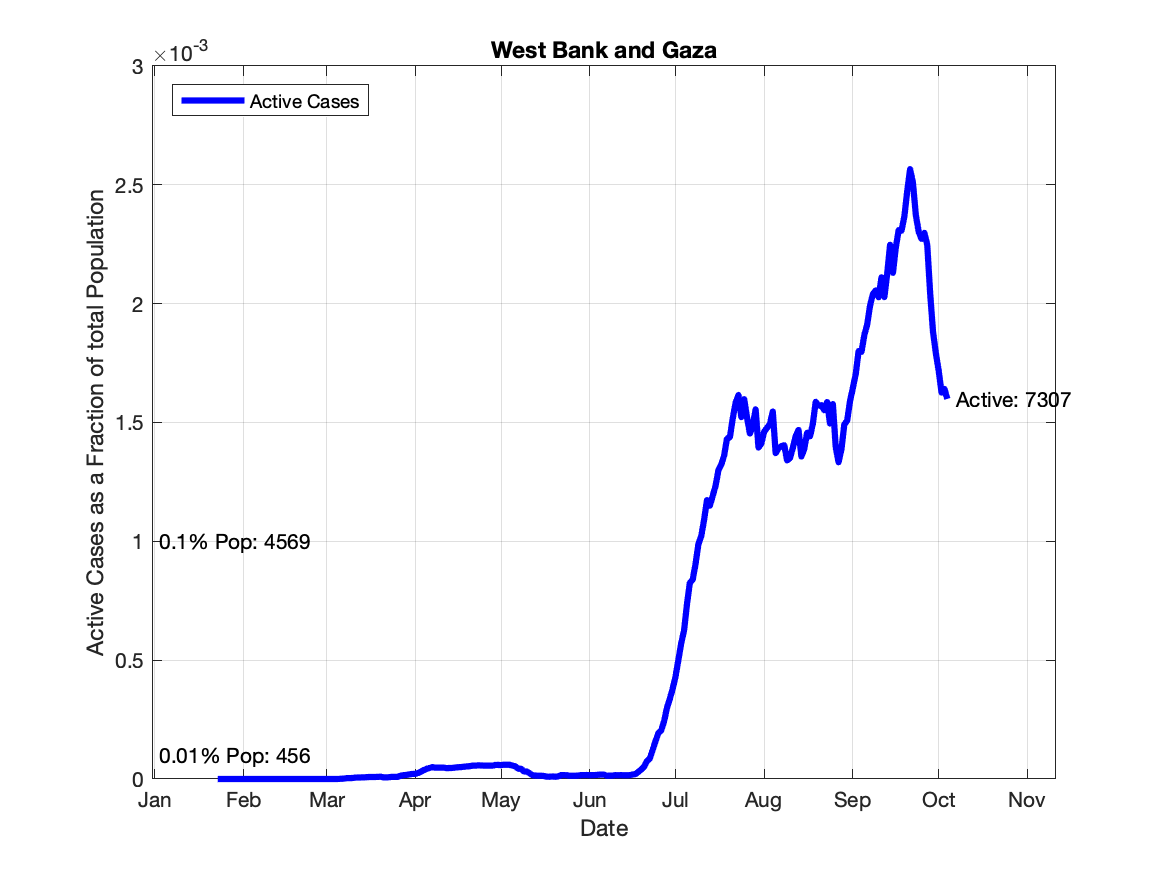 West Bank and Gaza
×10-3
Active Cases
3
2.5
2
1.5
1
0.5
0
Active Cases as a Fraction of total Population
Active: 7307
0.1% Pop: 4569
0.01% Pop: 456
Jan Feb Mar Apr May Jun Jul Aug Sep Oct Nov
Date